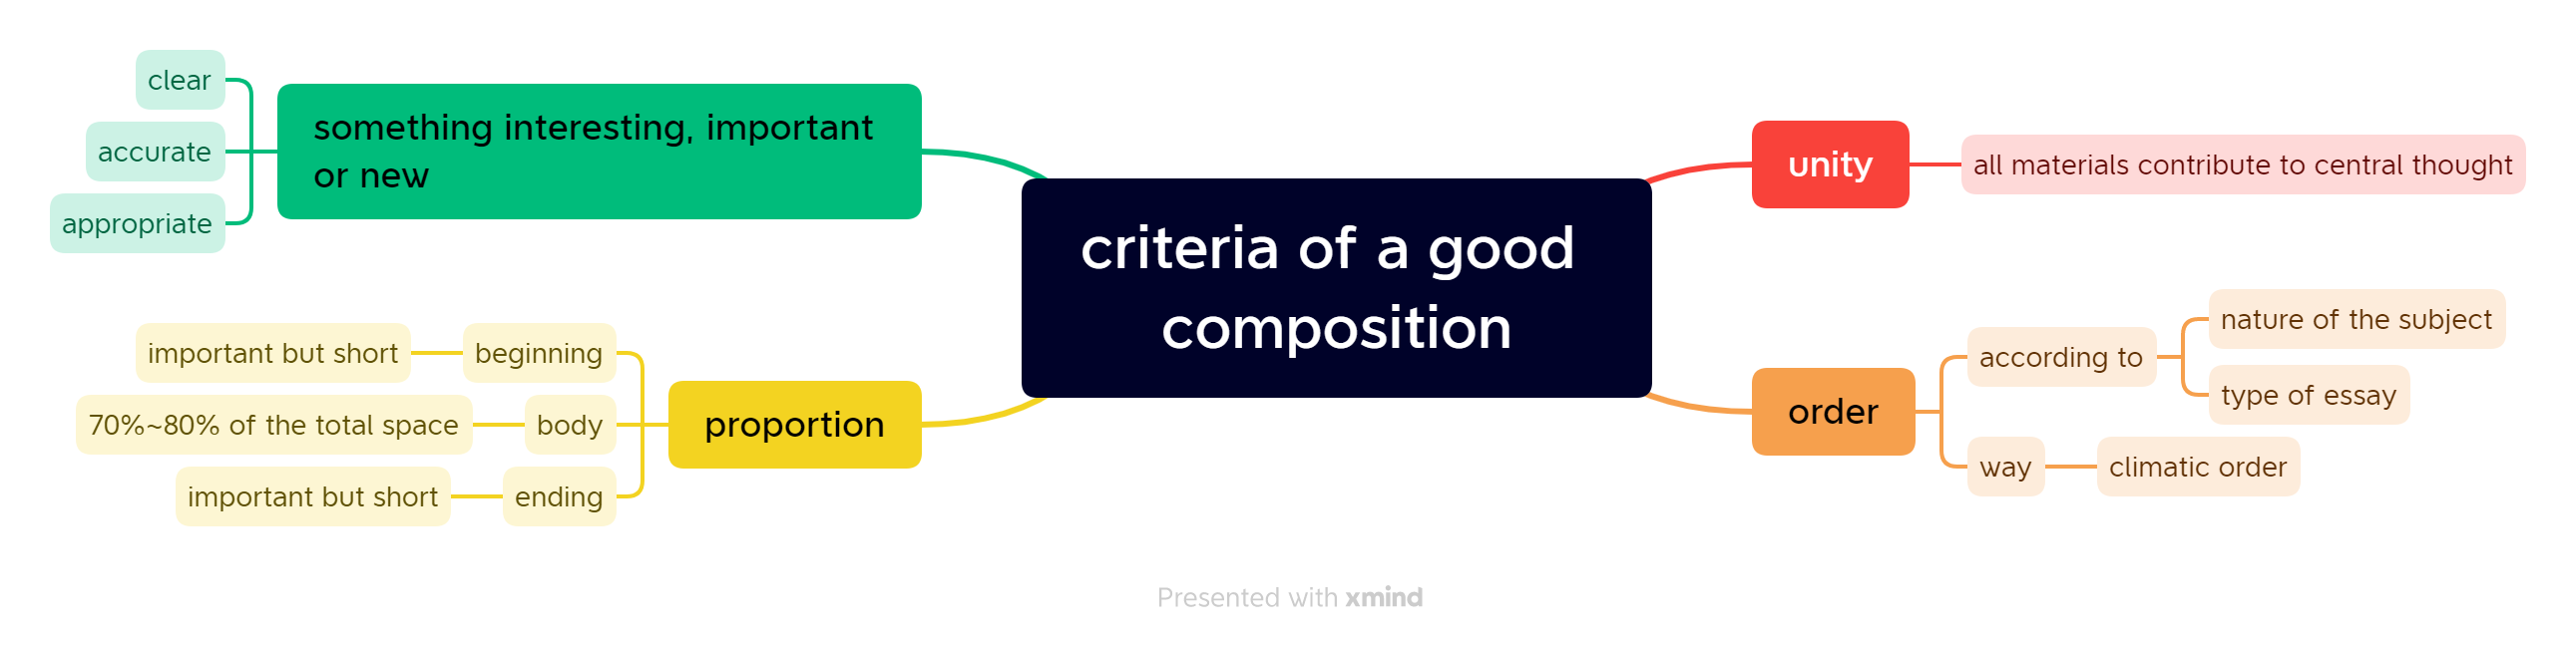 criteria of a good
composition
unity
all materials contribute to central thought
order
according to
nature of the subject
type of essay
way
climatic order
something interesting, important
or new
clear
accurate
appropriate
proportion
beginning
important but short
body
70%~80% of the total space
ending
important but short
Presented with xmind